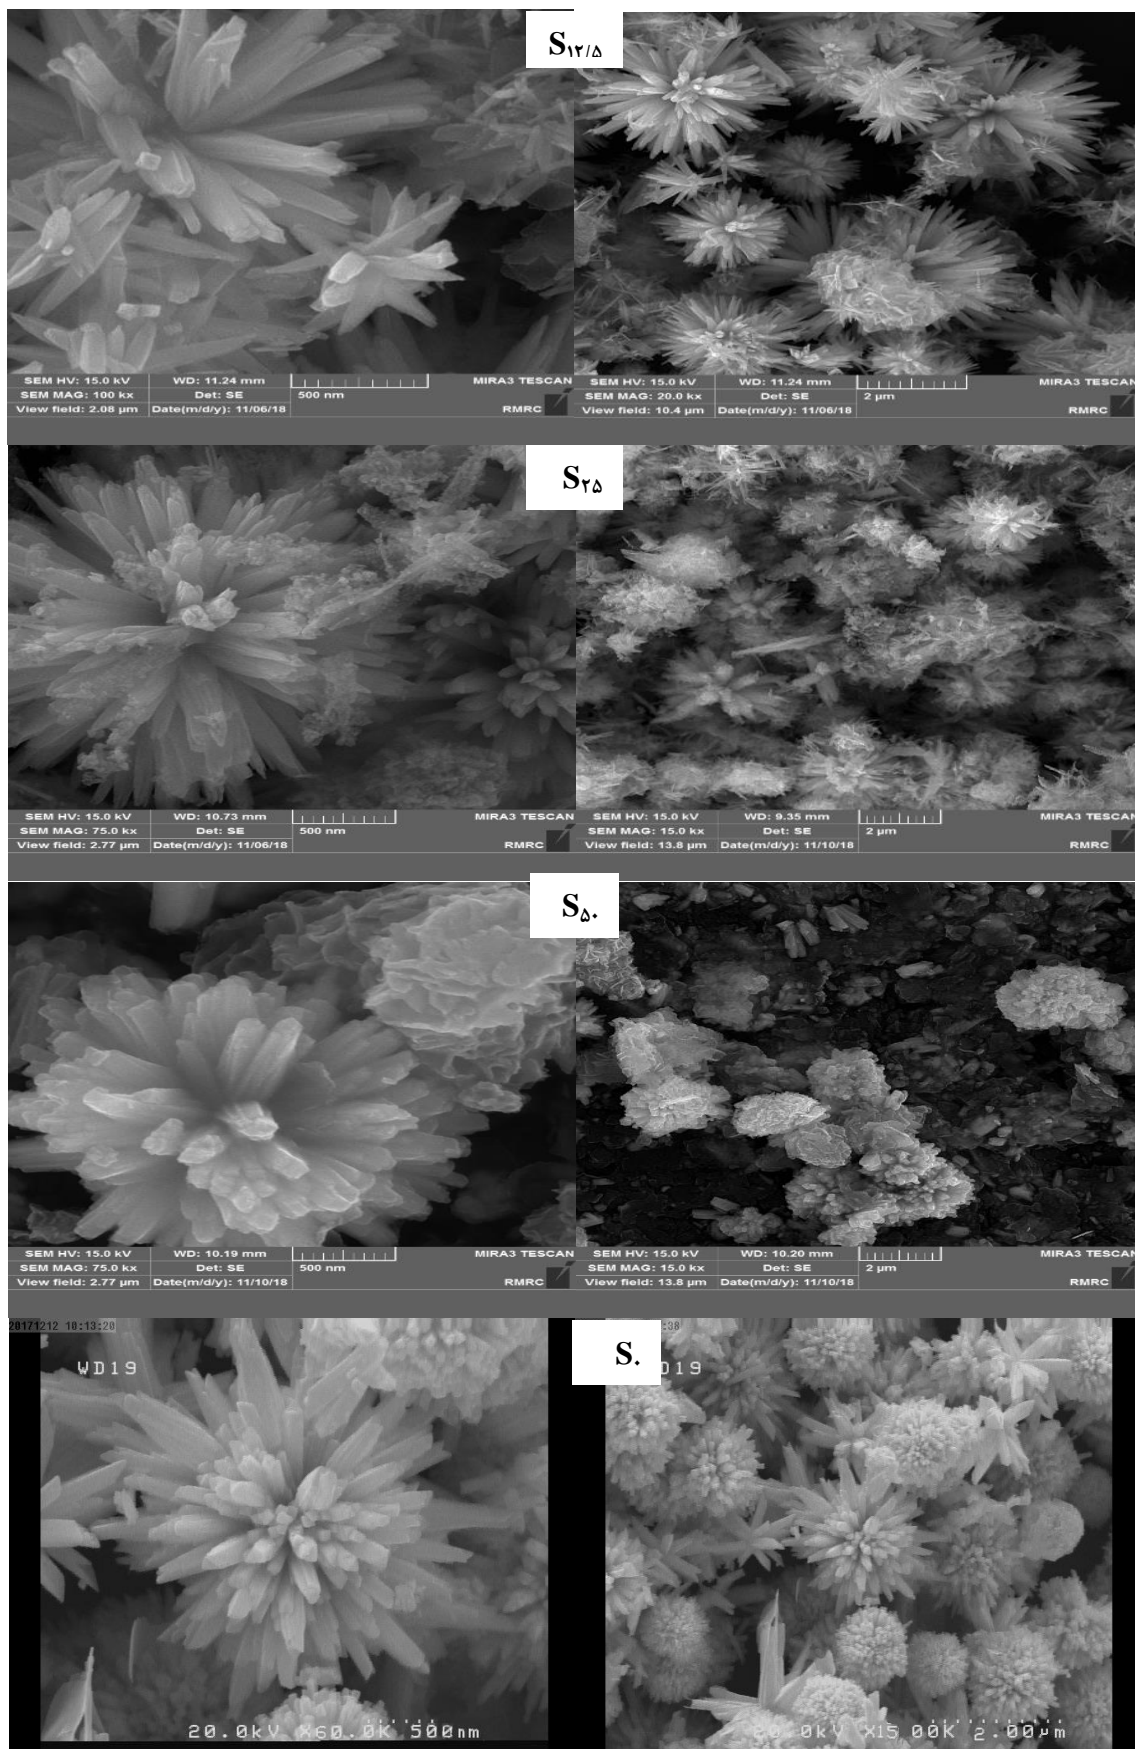 S۱۲/۵
SEM HV: 15.0 kV WD: 11.24 mm MIRA3 TESCAN
SEM MAG: 100 kx Det: SE 500 nm
View field: 2.08 µm Date(m/d/y): 11/06/18 RMRC
SEM HV: 15.0 kV WD: 11.24 mm MIRA3 TESCAN
SEM MAG: 20.0 kx Det: SE 2 µm
View field: 10.4 µm Date(m/d/y): 11/06/18 RMRC
S۲۵
SEM HV: 15.0 kV WD: 10.73 mm MIRA3 TESCAN
SEM MAG: 75.0 kx Det: SE 500 nm
View field: 2.77 µm Date(m/d/y): 11/06/18 RMRC
SEM HV: 15.0 kV WD: 9.35 mm MIRA3 TESCAN
SEM MAG: 15.0 kx Det: SE 2 µm
View field: 13.8 µm Date(m/d/y): 11/10/18 RMRC
S۵۰
SEM HV: 15.0 kV WD: 10.19 mm MIRA3 TESCAN
SEM MAG: 75.0 kx Det: SE 500 nm
View field: 2.77 µm Date(m/d/y): 11/10/18 RMRC
SEM HV: 15.0 kV WD: 10.20 mm MIRA3 TESCAN
SEM MAG: 15.0 kx Det: SE 2 µm
View field: 13.8 µm Date(m/d/y): 11/10/18 RMRC
S۰
20171212 10:13:20
WD19
20.0kV X60.0K 500nm
:38
D19
20.0kV X15.00K 2.00µm